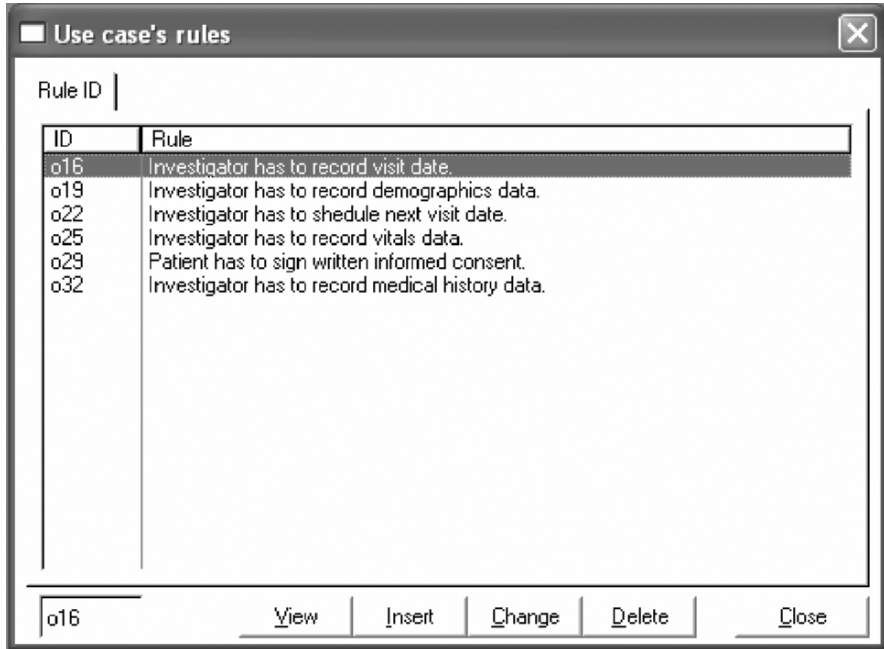 Use case's rules
Rule ID
ID Rule
o16 Investigator has to record visit date.
o19 Investigator has to record demographics data.
o22 Investigator has to shedule next visit date.
o25 Investigator has to record vitals data.
o29 Patient has to sign written informed consent.
o32 Investigator has to record medical history data.
o16 View Insert Change Delete Close